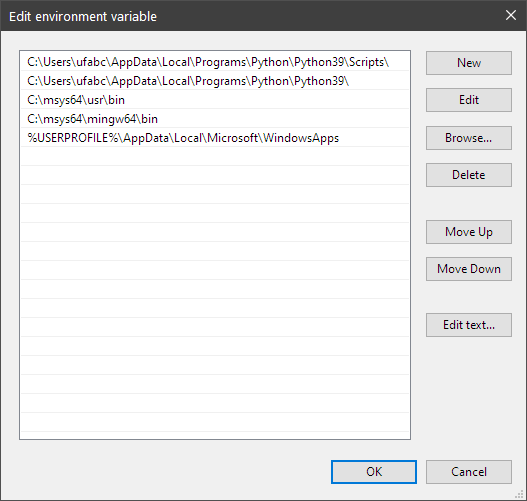 Edit environment variable
C:\Users\ufabc\AppData\Local\Programs\Python\Python39\Scripts\
C:\Users\ufabc\AppData\Local\Programs\Python\Python39\
C:\msys64\usr\bin
C:\msys64\mingw64\bin
%USERPROFILE%\AppData\Local\Microsoft\WindowsApps
New
Edit
Browse...
Delete
Move Up
Move Down
Edit text...
OK
Cancel